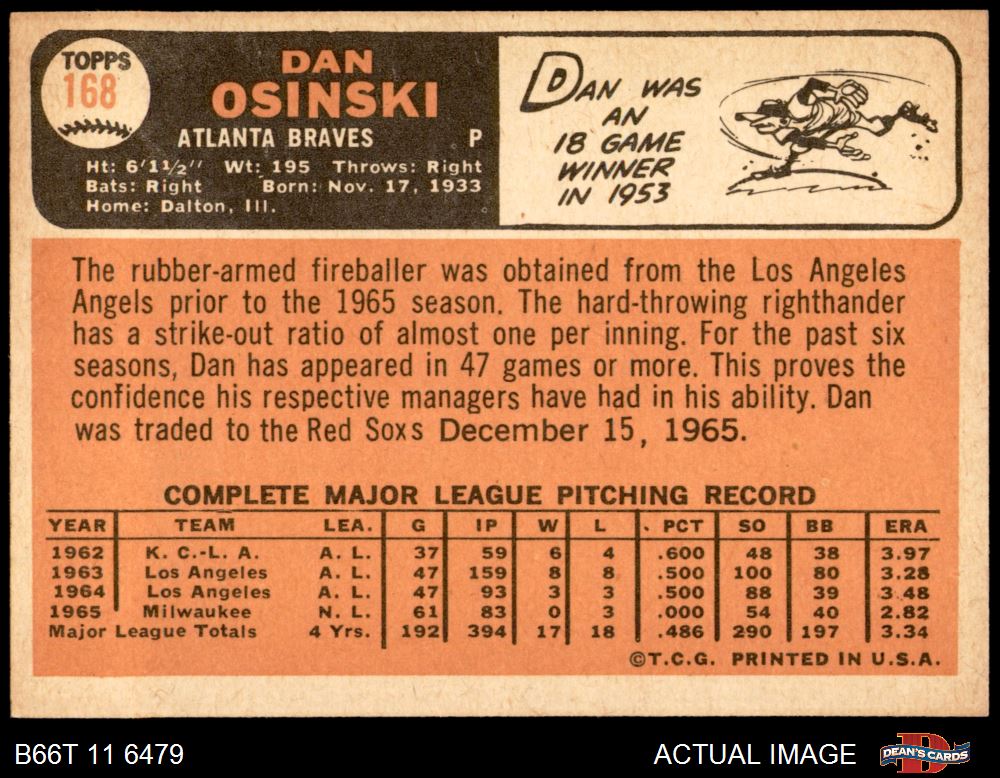 TOPPS
168
DAN
OSINSKI
ATLANTA BRAVES P
Ht: 6'1½" Wt: 195 Throws: Right
Bats: Right Born: Nov. 17, 1933
Home: Dalton, Ill.
DAN WAS
AN
18 GAME
WINNER
IN 1953
The rubber-armed fireballer was obtained from the Los Angeles
Angels prior to the 1965 season. The hard-throwing righthander
has a strike-out ratio of almost one per inning. For the past six
seasons, Dan has appeared in 47 games or more. This proves the
confidence his respective managers have had in his ability. Dan
was traded to the Red Soxs December 15, 1965.
COMPLETE MAJOR LEAGUE PITCHING RECORD
YEAR TEAM LEA. G IP W L PCT SO BB ERA
1962 K. C.-L. A. A. L. 37 59 6 4 .600 48 38 3.97
1963 Los Angeles A. L. 47 159 8 8 .500 100 80 3.28
1964 Los Angeles A. L. 47 93 3 3 .500 88 39 3.48
1965 Milwaukee N. L. 61 83 0 3 .000 54 40 2.82
Major League Totals 4 Yrs. 192 394 17 18 .486 290 197 3.34
©T.C.G. PRINTED IN U.S.A.
B66T 11 6479 ACTUAL IMAGE DEAN'S CARDS